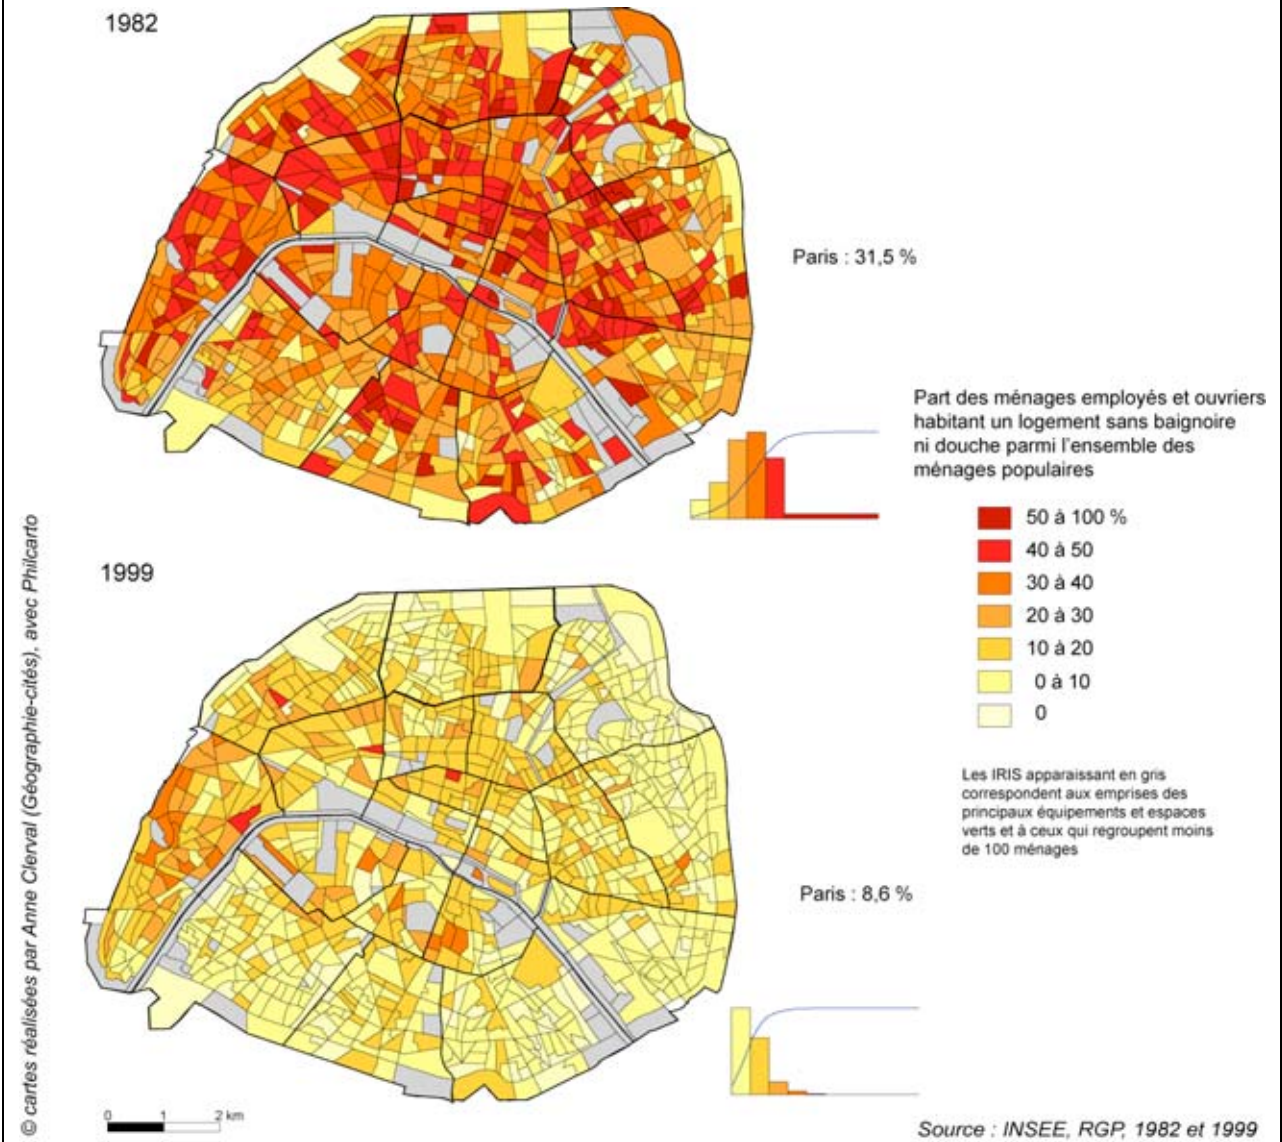 1982
Paris : 31,5 %
Part des ménages employés et ouvriers
habitant un logement sans baignoire
ni douche parmi l'ensemble des
ménages populaires
50 à 100 %
40 à 50
30 à 40
20 à 30
10 à 20
0 à 10
0
Les IRIS apparaissant en gris
correspondent aux emprises des
principaux équipements et espaces
verts et à ceux qui regroupent moins
de 100 ménages
1999
Paris : 8,6 %
0 1 2 km
Source : INSEE, RGP, 1982 et 1999
© cartes réalisées par Anne Clerval (Géographie-cités), avec Philcarto